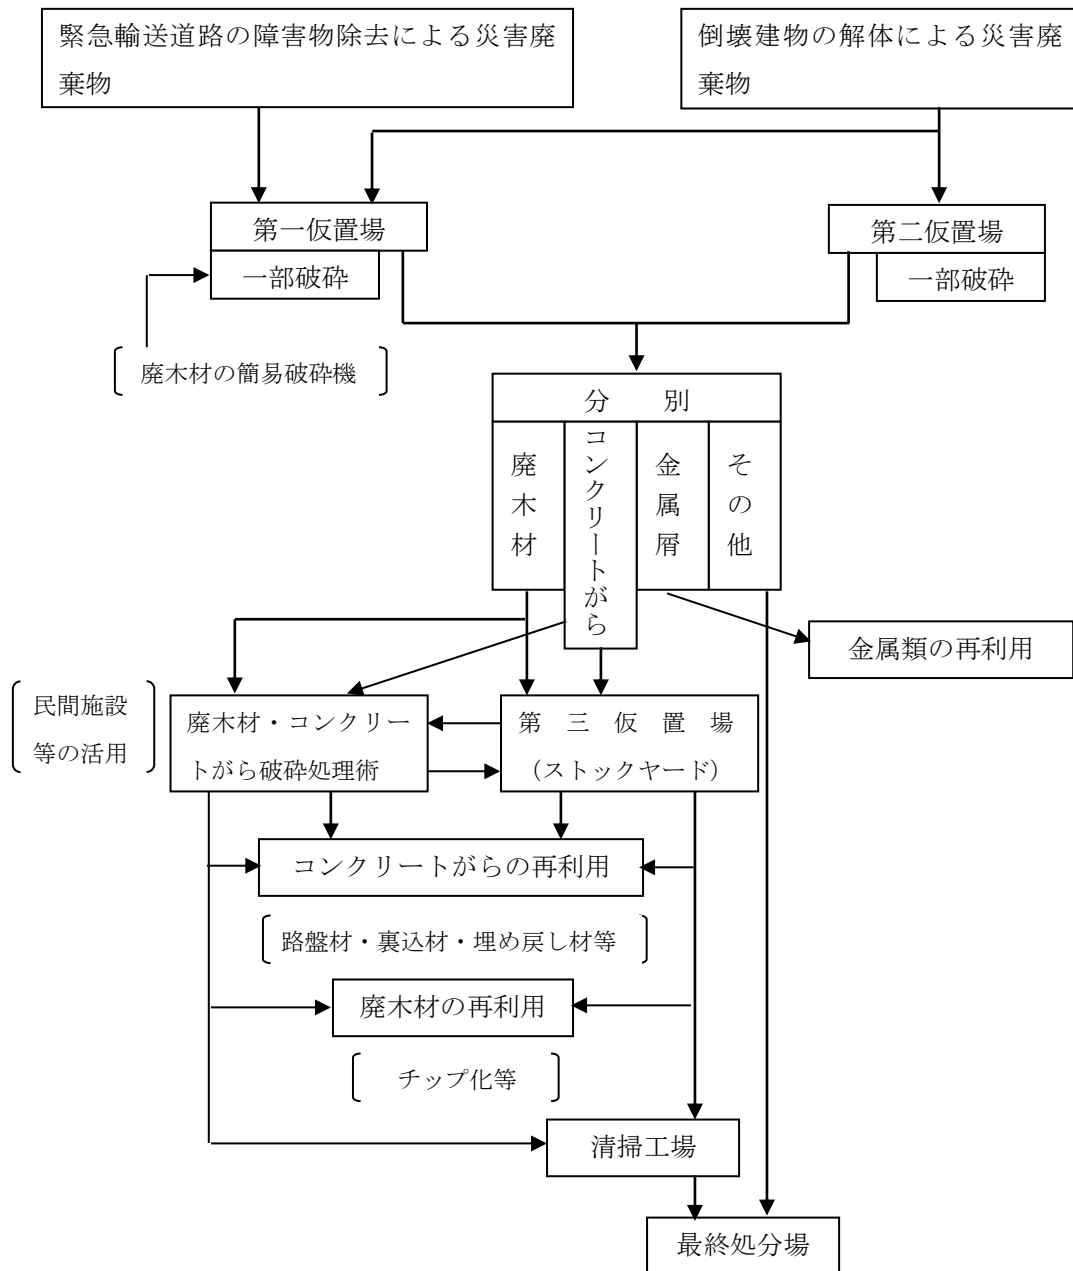 緊急輸送道路の障害物除去による災害廃
棄物
倒壊建物の解体による災害廃
棄物
第一仮置場
一部破砕
第二仮置場
一部破砕
廃木材の簡易破砕機
分 別
廃木材
コンクリートがら
金属屑
その他
金属類の再利用
民間施設
等の活用
廃木材・コンクリー
トがら破砕処理術
第 三 仮 置 場
（ストックヤード）
コンクリートがらの再利用
路盤材・裏込材・埋め戻し材等
廃木材の再利用
チップ化等
清掃工場
最終処分場